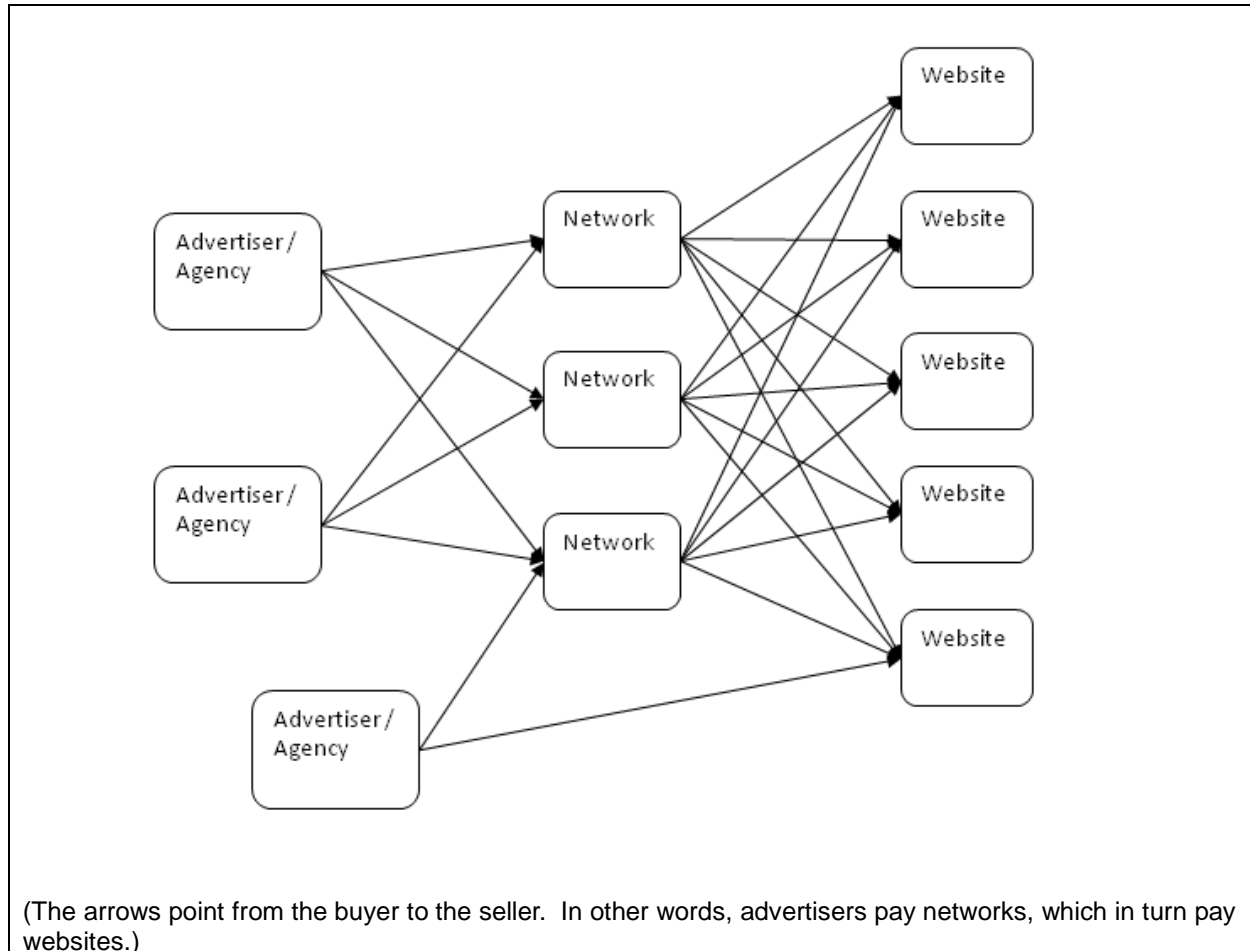 Website
Website
Advertiser /
Agency
Network
Website
Network
Website
Advertiser /
Agency
Network
Website
Advertiser /
Agency
(The arrows point from the buyer to the seller.  In other words, advertisers pay networks, which in turn pay
websites.)